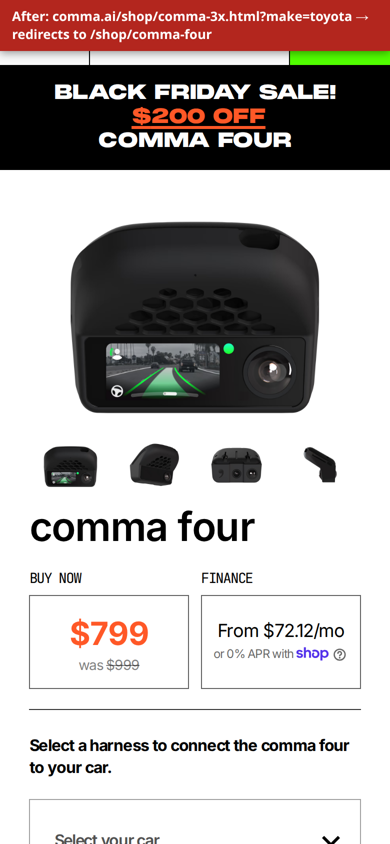 After: comma.ai/shop/comma-3x.html?make=toyota →
redirects to /shop/comma-four
BLACK FRIDAY SALE!
$200 OFF
COMMA FOUR
comma four
BUY NOW
FINANCE
$799
was $999
From $72.12/mo
or 0% APR with shop ?
Select a harness to connect the comma four
to your car.
Select your car